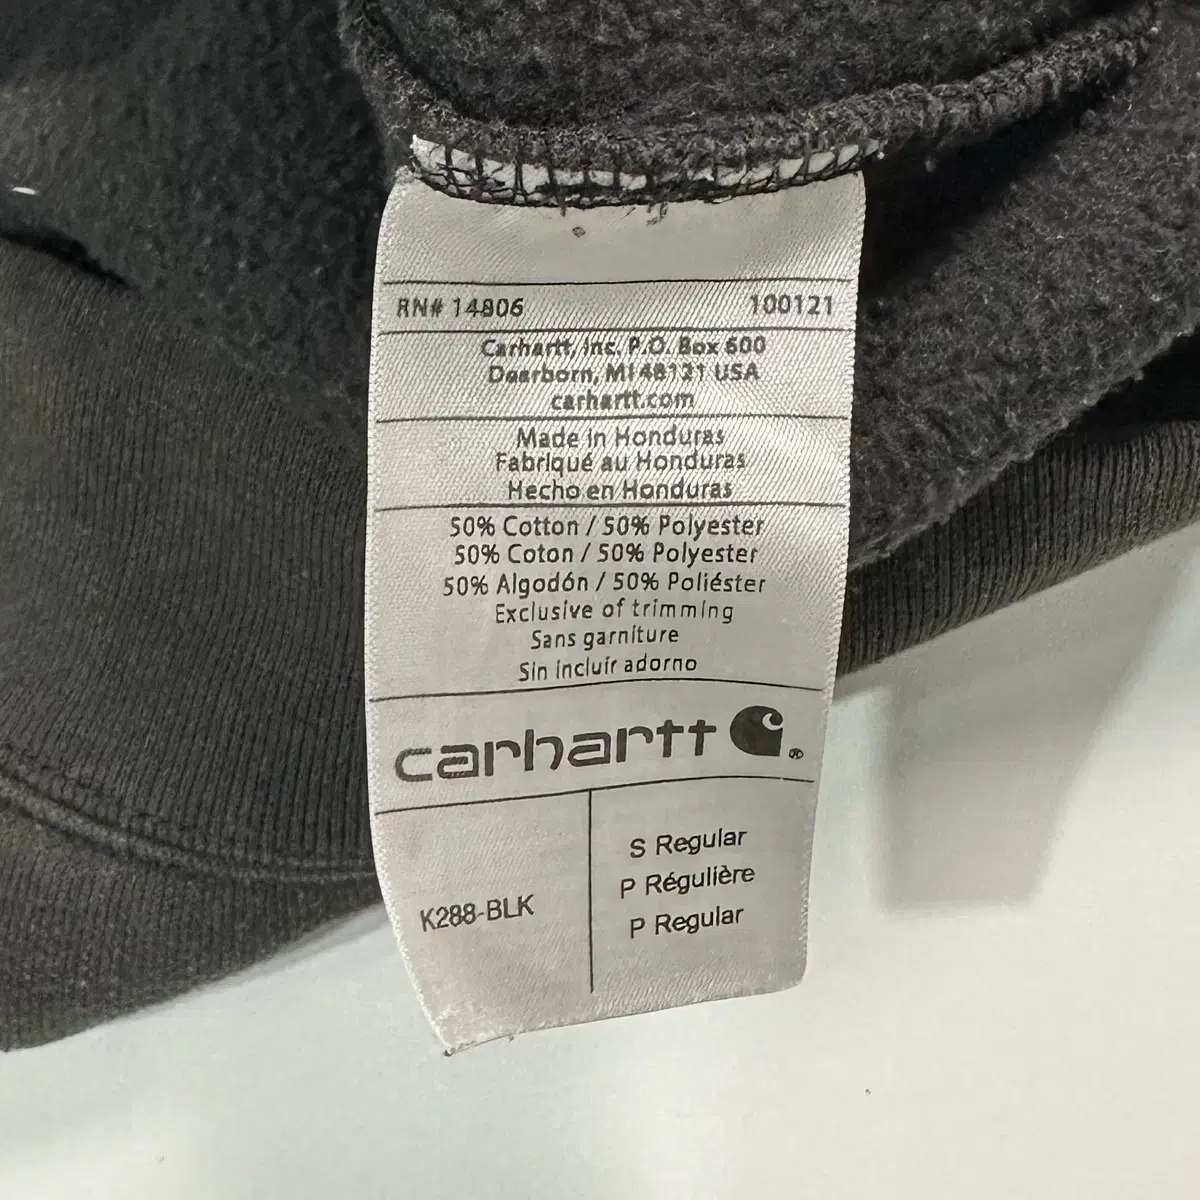 RN# 14806 100121
Carhartt, Inc. P.O. Box 600
Dearborn, MI 48121 USA
carhartt.com
Made in Honduras
Fabriqué au Honduras
Hecho en Honduras
50% Cotton / 50% Polyester
50% Coton / 50% Polyester
50% Algodón / 50% Poliéster
Exclusive of trimming
Sans garniture
Sin incluir adorno
carhartt ®
K288-BLK
S Regular
P Régulière
P Regular